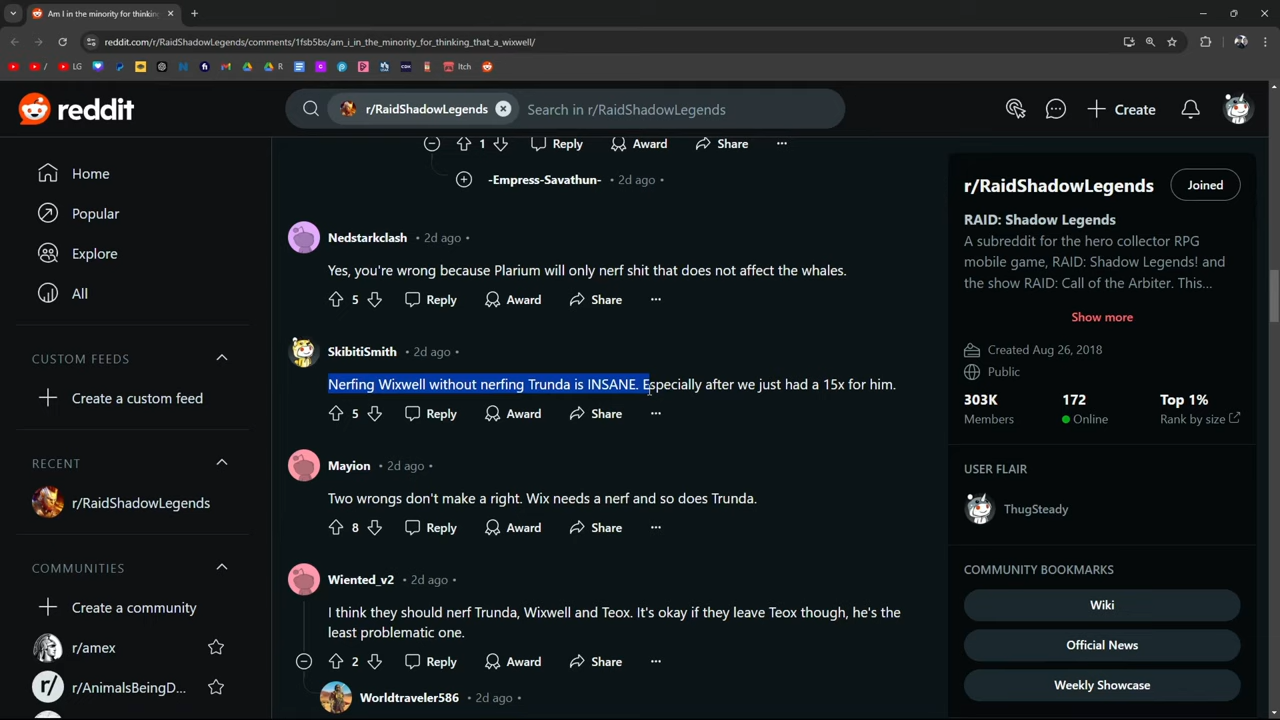 Am I in the minority for thinkin
reddit.com/r/RaidShadowLegends/comments/1fsb5bs/am_i_in_the_minority_for_thinking_that_a_wixwell/
/ LG R Itch
reddit
r/RaidShadowLegends Search in r/RaidShadowLegends
Create
Home
Popular
Explore
All
CUSTOM FEEDS
Create a custom feed
RECENT
r/RaidShadowLegends
COMMUNITIES
Create a community
r/amex
r/AnimalsBeingD...
1 Reply Award Share ...
-Empress-Savathun- • 2d ago •
Nedstarkclash • 2d ago •
Yes, you're wrong because Plarium will only nerf shit that does not affect the whales.
5 Reply Award Share ...
SkibitiSmith • 2d ago •
Nerfing Wixwell without nerfing Trunda is INSANE. Especially after we just had a 15x for him.
5 Reply Award Share ...
Mayion • 2d ago •
Two wrongs don't make a right. Wix needs a nerf and so does Trunda.
8 Reply Award Share ...
Wiented_v2 • 2d ago •
I think they should nerf Trunda, Wixwell and Teox. It's okay if they leave Teox though, he's the
least problematic one.
2 Reply Award Share ...
Worldtraveler586 • 2d ago •
r/RaidShadowLegends Joined
RAID: Shadow Legends
A subreddit for the hero collector RPG
mobile game, RAID: Shadow Legends! and
the show RAID: Call of the Arbiter. This...
Show more
Created Aug 26, 2018
Public
303K 172 Top 1%
Members Online Rank by size
USER FLAIR
ThugSteady
COMMUNITY BOOKMARKS
Wiki
Official News
Weekly Showcase